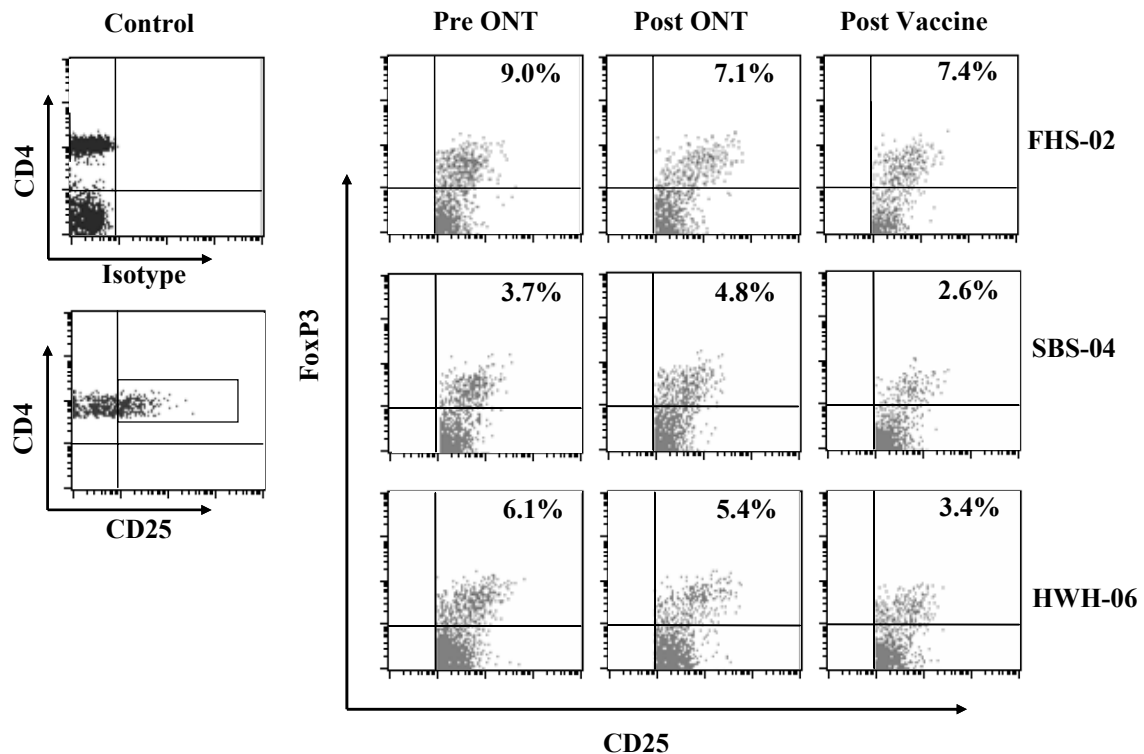 Control
Pre ONT
Post ONT
Post Vaccine
CD4
Isotype
CD4
CD25
FoxP3
9.0%
7.1%
7.4%
FHS-02
3.7%
4.8%
2.6%
SBS-04
6.1%
5.4%
3.4%
HWH-06
CD25